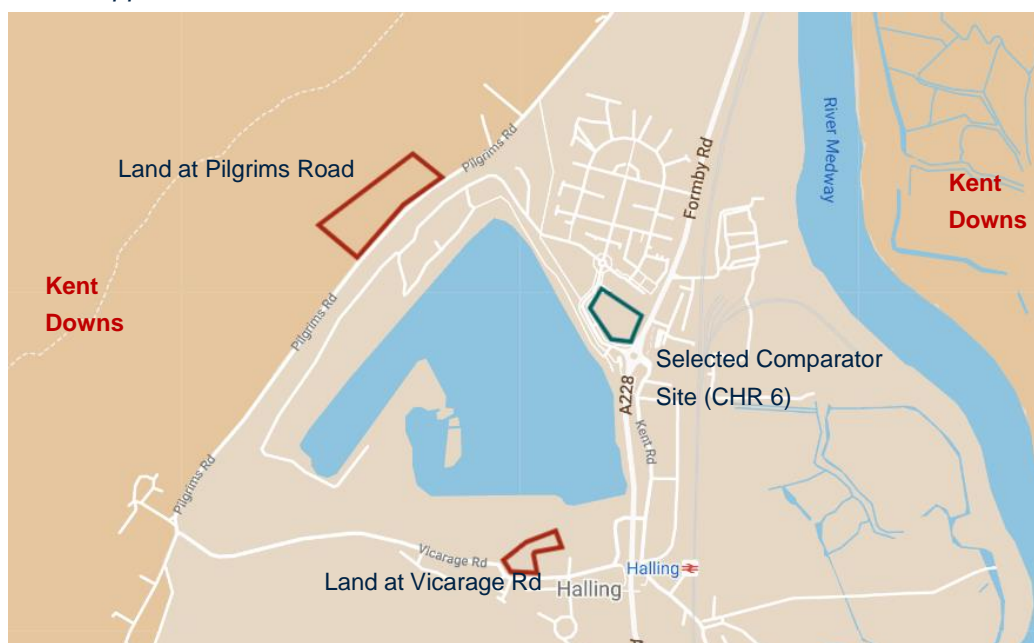 Pilgrims Rd
Land at Pilgrims Road
Formby Rd
River Medway
Kent
Downs
Kent
Downs
Pilgrims Rd
Selected Comparator
Site (CHR 6)
A228
Kent Rd
Pilgrims Rd
Vicarage Rd
Halling
Land at Vicarage Rd
Halling
A